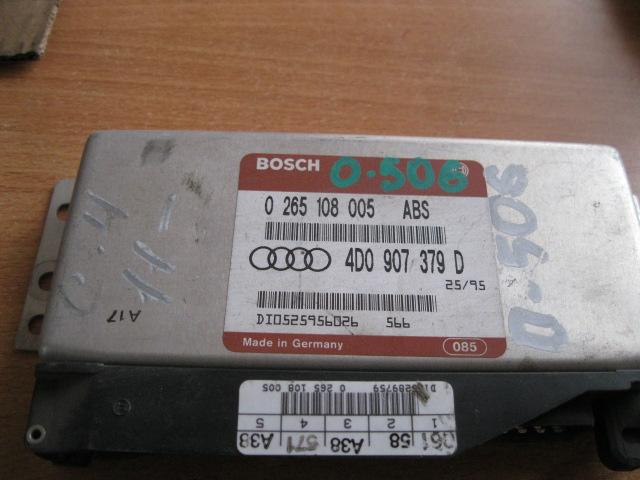 BOSCH
0.506
0 265 108 005 ABS
4D0 907 379 D
25/95
DI0525956026 566
Made in Germany
085
0.506
A17
0 265 108 005
1 2 3 4 5
58 A38 571 A38